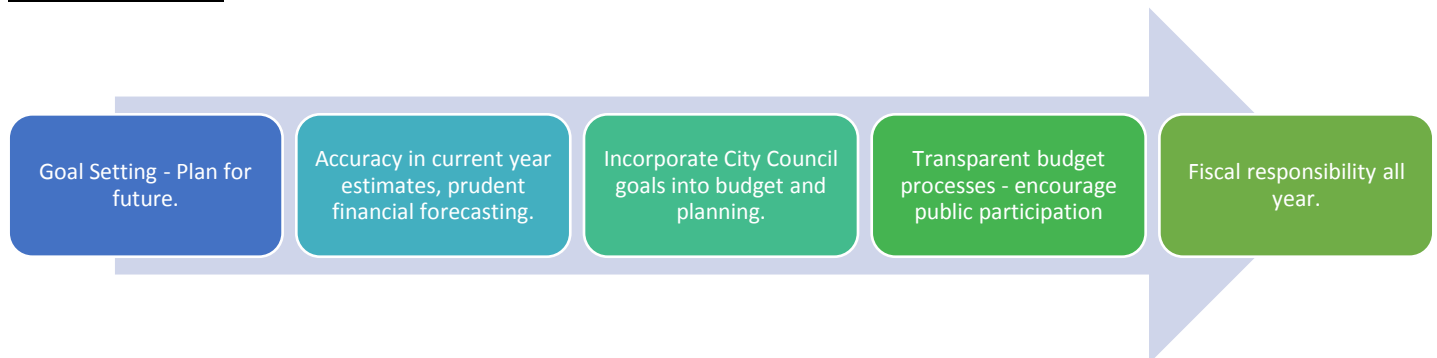 Goal Setting - Plan for
future.
Accuracy in current year
estimates, prudent
financial forecasting.
Incorporate City Council
goals into budget and
planning.
Transparent budget
processes - encourage
public participation
Fiscal responsibility all
year.